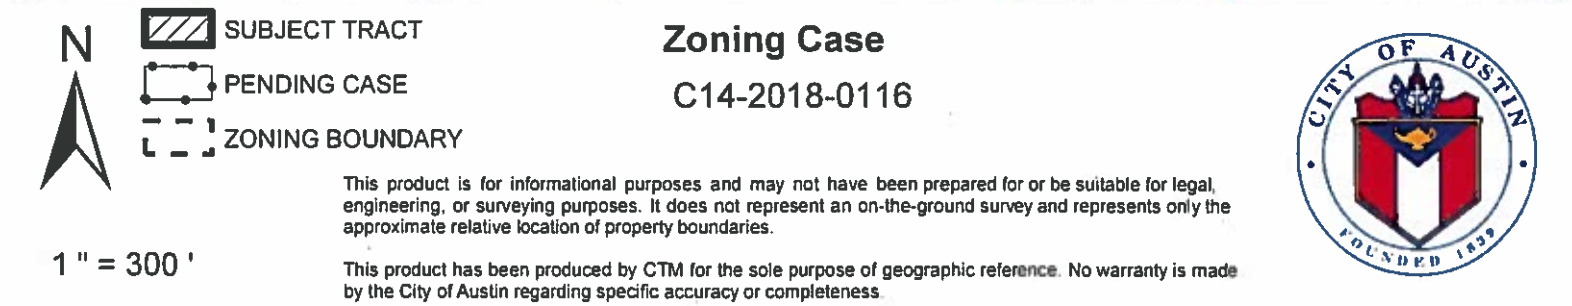 N
SUBJECT TRACT
PENDING CASE
ZONING BOUNDARY
1 " = 300 '
Zoning Case
C14-2018-0116
This product is for informational purposes and may not have been prepared for or be suitable for legal,
engineering, or surveying purposes. It does not represent an on-the-ground survey and represents only the
approximate relative location of property boundaries.
This product has been produced by CTM for the sole purpose of geographic reference. No warranty is made
by the City of Austin regarding specific accuracy or completeness.
CITY OF AUSTIN
FOUNDED 1839